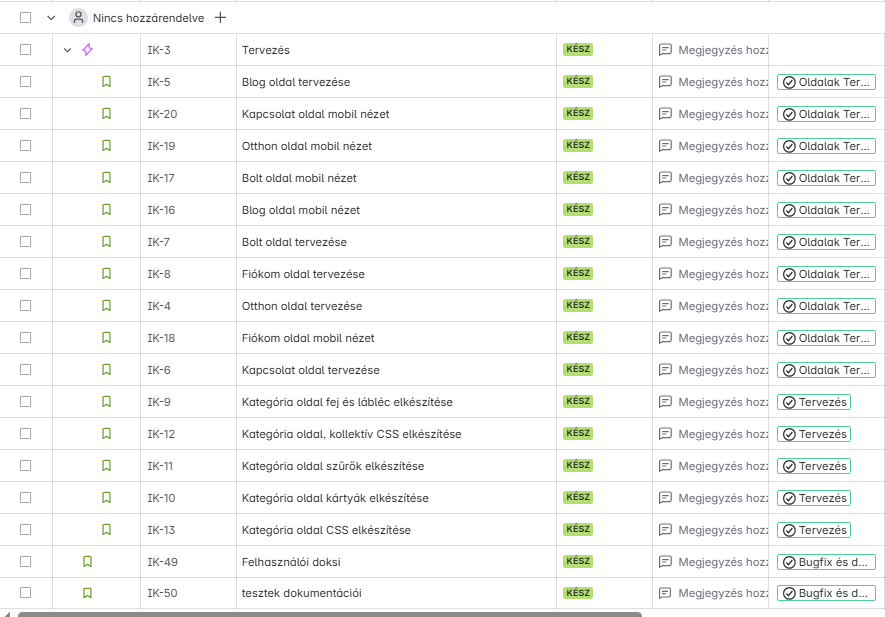 Nincs hozzárendelve
IK-3 Tervezés KÉSZ Megjegyzés hozz
IK-5 Blog oldal tervezése KÉSZ Megjegyzés hozz Oldalak Ter...
IK-20 Kapcsolat oldal mobil nézet KÉSZ Megjegyzés hozz Oldalak Ter...
IK-19 Otthon oldal mobil nézet KÉSZ Megjegyzés hozz Oldalak Ter...
IK-17 Bolt oldal mobil nézet KÉSZ Megjegyzés hozz Oldalak Ter...
IK-16 Blog oldal mobil nézet KÉSZ Megjegyzés hozz Oldalak Ter...
IK-7 Bolt oldal tervezése KÉSZ Megjegyzés hozz Oldalak Ter...
IK-8 Fiókom oldal tervezése KÉSZ Megjegyzés hozz Oldalak Ter...
IK-4 Otthon oldal tervezése KÉSZ Megjegyzés hozz Oldalak Ter...
IK-18 Fiókom oldal mobil nézet KÉSZ Megjegyzés hozz Oldalak Ter...
IK-6 Kapcsolat oldal tervezése KÉSZ Megjegyzés hozz Oldalak Ter...
IK-9 Kategória oldal fej és lábléc elkészítése KÉSZ Megjegyzés hozz Tervezés
IK-12 Kategória oldal, kollektív CSS elkészítése KÉSZ Megjegyzés hozz Tervezés
IK-11 Kategória oldal szűrők elkészítése KÉSZ Megjegyzés hozz Tervezés
IK-10 Kategória oldal kártyák elkészítése KÉSZ Megjegyzés hozz Tervezés
IK-13 Kategória oldal CSS elkészítése KÉSZ Megjegyzés hozz Tervezés
IK-49 Felhasználói doksi KÉSZ Megjegyzés hozz Bugfix és d...
IK-50 tesztek dokumentációi KÉSZ Megjegyzés hozz Bugfix és d...